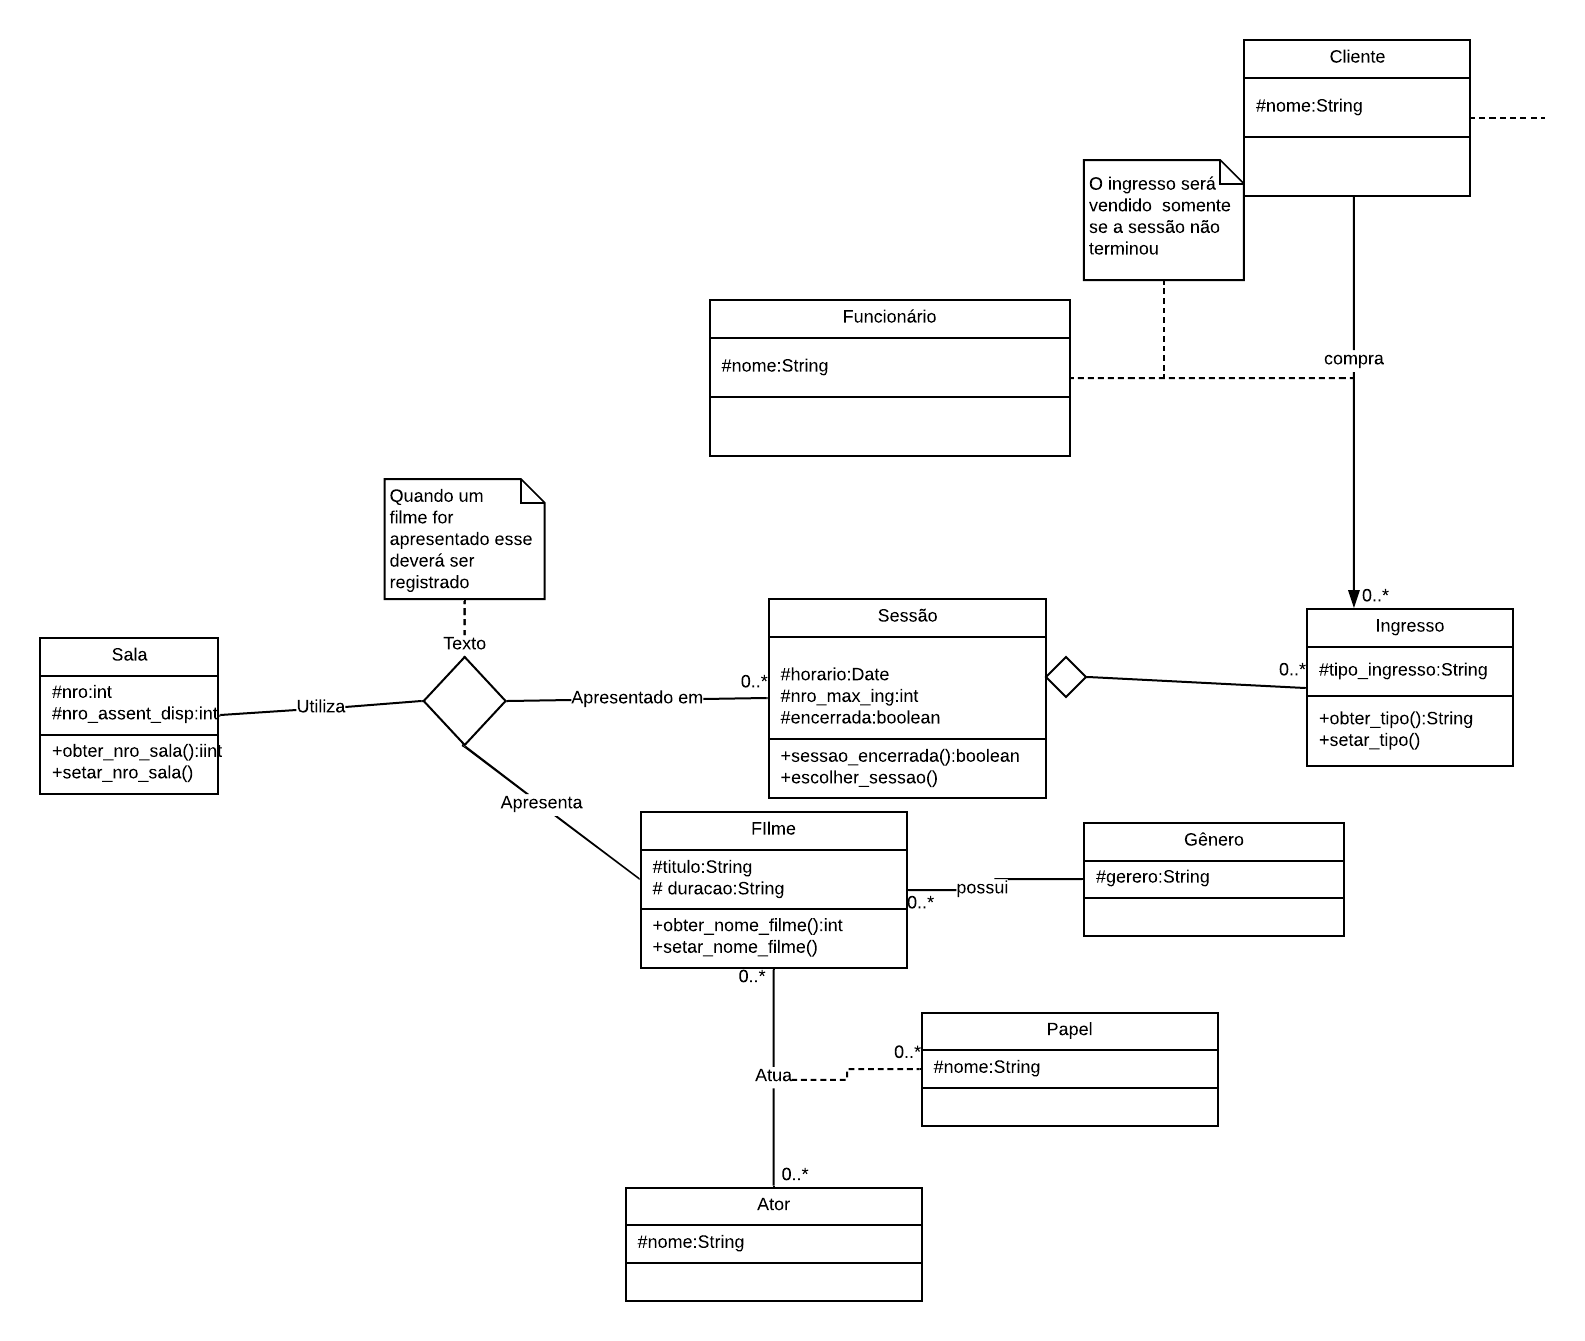 Cliente
#nome:String
O ingresso será
vendido  somente
se a sessão não
terminou
Funcionário
#nome:String
compra
Quando um
filme for
apresentado esse
deverá ser
registrado
Texto
Sala
#nro:int
#nro_assent_disp:int
+obter_nro_sala():iint
+setar_nro_sala()
Utiliza
Apresentado em
0..*
Apresenta
Sessão
#horario:Date
#nro_max_ing:int
#encerrada:boolean
+sessao_encerrada():boolean
+escolher_sessao()
0..*
0..*
Ingresso
#tipo_ingresso:String
+obter_tipo():String
+setar_tipo()
FIlme
#titulo:String
# duracao:String
+obter_nome_filme():int
+setar_nome_filme()
0..*
possui
Gênero
#gerero:String
0..*
Atua
0..*
Papel
#nome:String
0..*
Ator
#nome:String